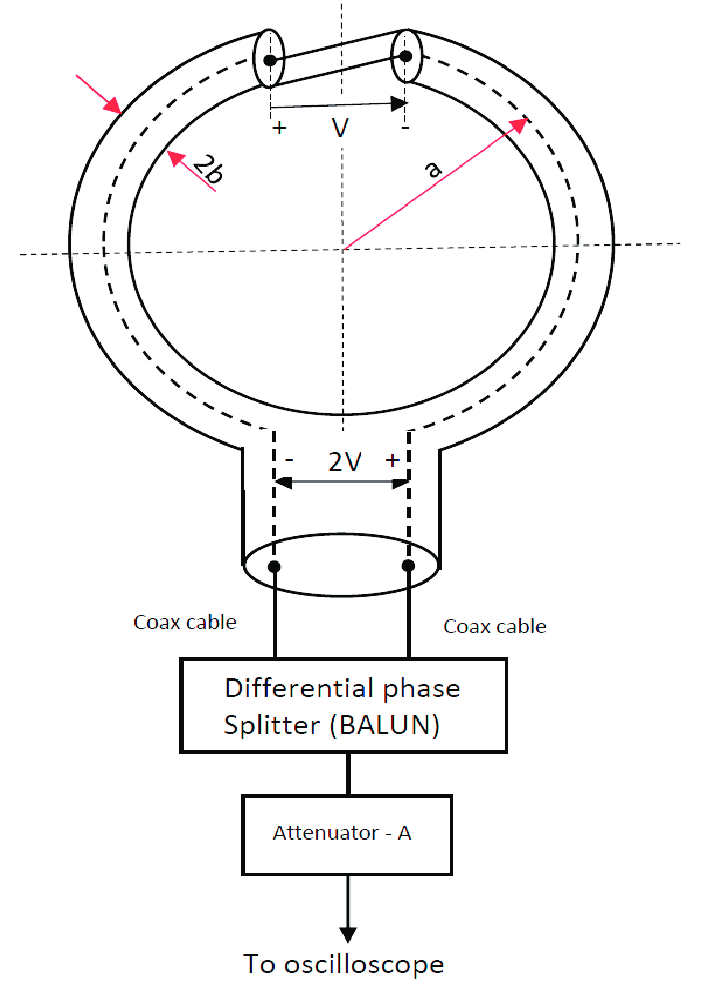 + V -
2b
a
- 2V +
Coax cable
Coax cable
Differential phase
Splitter (BALUN)
Attenuator - A
To oscilloscope